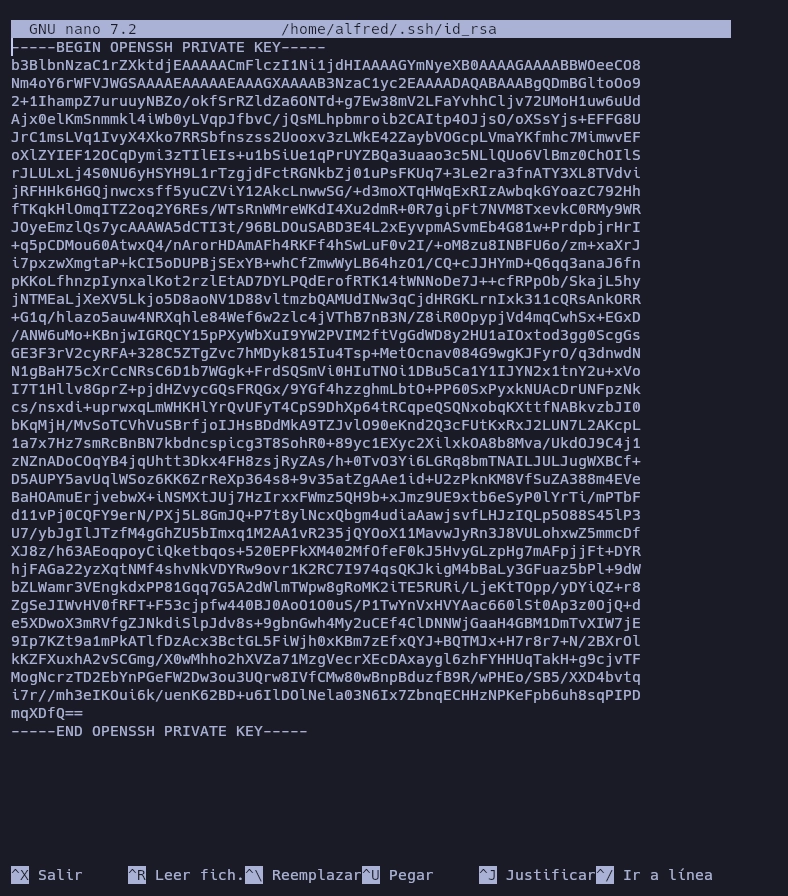 GNU nano 7.2 /home/alfred/.ssh/id_rsa
-----BEGIN OPENSSH PRIVATE KEY-----
b3BlbnNzaC1rZXktdjEAAAAACmFlczI1Ni1jdHIAAAAGYmNyeXB0AAAAGAAAABBWOeeCO8
Nm4oY6rWFVJWGSAAAAEAAAAAEAAAGXAAAAB3NzaC1yc2EAAAADAQABAAABgQDmBGltoOo9
2+1IhampZ7uruuyNBZo/okfSrRZldZa6ONTd+g7Ew38mV2LFaYvhhCljv72UMoH1uw6uUd
Ajx0elKmSnmmkl4iWb0yLVqpJfbvC/jQsMLhpbmroib2CAItp4OJjsO/oXSsYjs+EFFG8U
JrC1msLVq1IvyX4Xko7RRSbfnszss2Uooxv3zLWkE42ZaybVOGcpLVmaYKfmhc7MimwvEF
oXlZYIEF12OCqDymi3zTIlEIs+u1bSiUe1qPrUYZBQa3uaao3c5NLlQUo6VlBmz0ChOIlS
rJLULxLj4S0NU6yHSYH9L1rTzgjdFctRGNkbZj01uPsFKUq7+3Le2ra3fnATY3XL8TVdvi
jRFHHk6HGQjnwcxsff5yuCZViY12AkcLnwwSG/+d3moXTqHWqExRIzAwbqkGYoazC792Hh
fTKqkHlOmqITZ2oq2Y6REs/WTsRnWMreWKdI4Xu2dmR+0R7gipFt7NVM8TxevkC0RMy9WR
JOyeEmzlQs7ycAAAWA5dCTI3t/96BLDOuSABD3E4L2xEyvpmASvmEb4G81w+PrdpbjrHrI
+q5pCDMou60AtwxQ4/nArorHDAmAFh4RKFf4hSwLuF0v2I/+oM8zu8INBFU6o/zm+xaXrJ
i7pxzwXmgtaP+kCI5oDUPBjSExYB+whCfZmwWyLB64hzO1/CQ+cJJHYmD+Q6qq3anaJ6fn
pKKoLfhnzpIynxalKot2rzlEtAD7DYLPQdErofRTK14tWNNoDe7J++cfRPpOb/SkajL5hy
jNTMEaLjXeXV5Lkjo5D8aoNV1D88vltmzbQAMUdINw3qCjdHRGKLrnIxk311cQRsAnkORR
+G1q/hlazo5auw4NRXqhle84Wef6w2zlc4jVThB7nB3N/Z8iR0OpypjVd4mqCwhSx+EGxD
/ANW6uMo+KBnjwIGRQCY15pPXyWbXuI9YW2PVIM2ftVgGdWD8y2HU1aIOxtod3gg0ScgGs
GE3F3rV2cyRFA+328C5ZTgZvc7hMDyk815Iu4Tsp+MetOcnav084G9wgKJFyrO/q3dnwdN
N1gBaH75cXrCcNRsC6D1b7WGgk+FrdSQSmVi0HIuTNOi1DBu5Ca1Y1IJYN2x1tnY2u+xVo
I7T1Hllv8GprZ+pjdHZvycGQsFRQGx/9YGf4hzzghmLbtO+PP60SxPyxkNUAcDrUNFpzNk
cs/nsxdi+uprwxqLmWHKHlYrQvUFyT4CpS9DhXp64tRCqpeQSQNxobqKXttfNABkvzbJI0
bKqMjH/MvSoTCVhVuSBrfjoIJHsBDdMkA9TZJvlO90eKnd2Q3cFUtKxRxJ2LUN7L2AKcpL
1a7x7Hz7smRcBnBN7kbdncspicg3T8SohR0+89yc1EXyc2XilxkOA8b8Mva/UkdOJ9C4j1
zNZnADoCOqYB4jqUhtt3Dkx4FH8zsjRyZAs/h+0TvO3Yi6LGRq8bmTNAILJULJugWXBCf+
D5AUPY5avUqlWSoz6KK6ZrReXp364s8+9v35atZgAAe1id+U2zPknKM8VfSuZA388m4EVe
BaHOAmuErjvebwX+iNSMXtJUj7HzIrxxFWmz5QH9b+xJmz9UE9xtb6eSyP0lYrTi/mPTbF
d11vPj0CQFY9erN/PXj5L8GmJQ+P7t8ylNcxQbgm4udiaAawjsvfLHJzIQLp5O88S45lP3
U7/ybJgIlJTzfM4gGhZU5bImxq1M2AA1vR235jQYOoX11MavwJyRn3J8VULohxwZ5mmcDf
XJ8z/h63AEoqpoyCiQketbqos+520EPFkXM402MfOfeF0kJ5HvyGLzpHg7mAFpjjFt+DYR
hjFAGa22yzXqtNMf4shvNkVDYRw9ovr1K2RC7I974qsQKJkigM4bBaLy3GFuaz5bPl+9dW
bZLWamr3VEngkdxPP81Gqq7G5A2dWlmTWpw8gRoMK2iTE5RURi/LjeKtTOpp/yDYiQZ+r8
ZgSeJIWvHV0fRFT+F53cjpfw440BJ0AoO1O0uS/P1TwYnVxHVYAac660lSt0Ap3z0OjQ+d
e5XDwoX3mRVfgZJNkdiSlpJdv8s+9gbnGwh4My2uCEf4ClDNNWjGaaH4GBM1DmTvXIW7jE
9Ip7KZt9a1mPkATlfDzAcx3BctGL5FiWjh0xKBm7zEfxQYJ+BQTMJx+H7r8r7+N/2BXrOl
kKZFXuxhA2vSCGmg/X0wMhho2hXVZa71MzgVecrXEcDAxaygl6zhFYHHUqTakH+g9cjvTF
MogNcrzTD2EbYnPGeFW2Dw3ou3UQrw8IVfCMw80wBnpBduzfB9R/wPHEo/SB5/XXD4bvtq
i7r//mh3eIKOui6k/uenK62BD+u6IlDOlNela03N6Ix7ZbnqECHHzNPKeFpb6uh8sqPIPD
mqXDfQ==
-----END OPENSSH PRIVATE KEY-----
^X Salir ^R Leer fich. ^\ Reemplazar ^U Pegar ^J Justificar ^/ Ir a línea